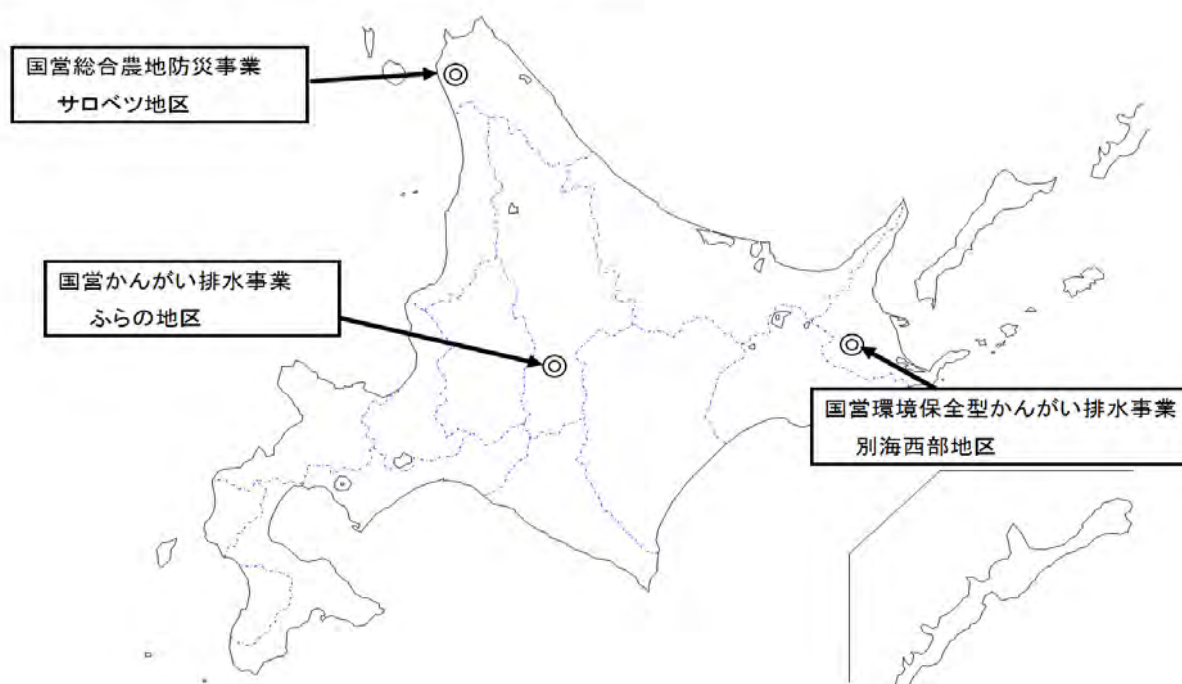 国営総合農地防災事業
サロベツ地区
国営かんがい排水事業
ふらの地区
国営環境保全型かんがい排水事業
別海西部地区